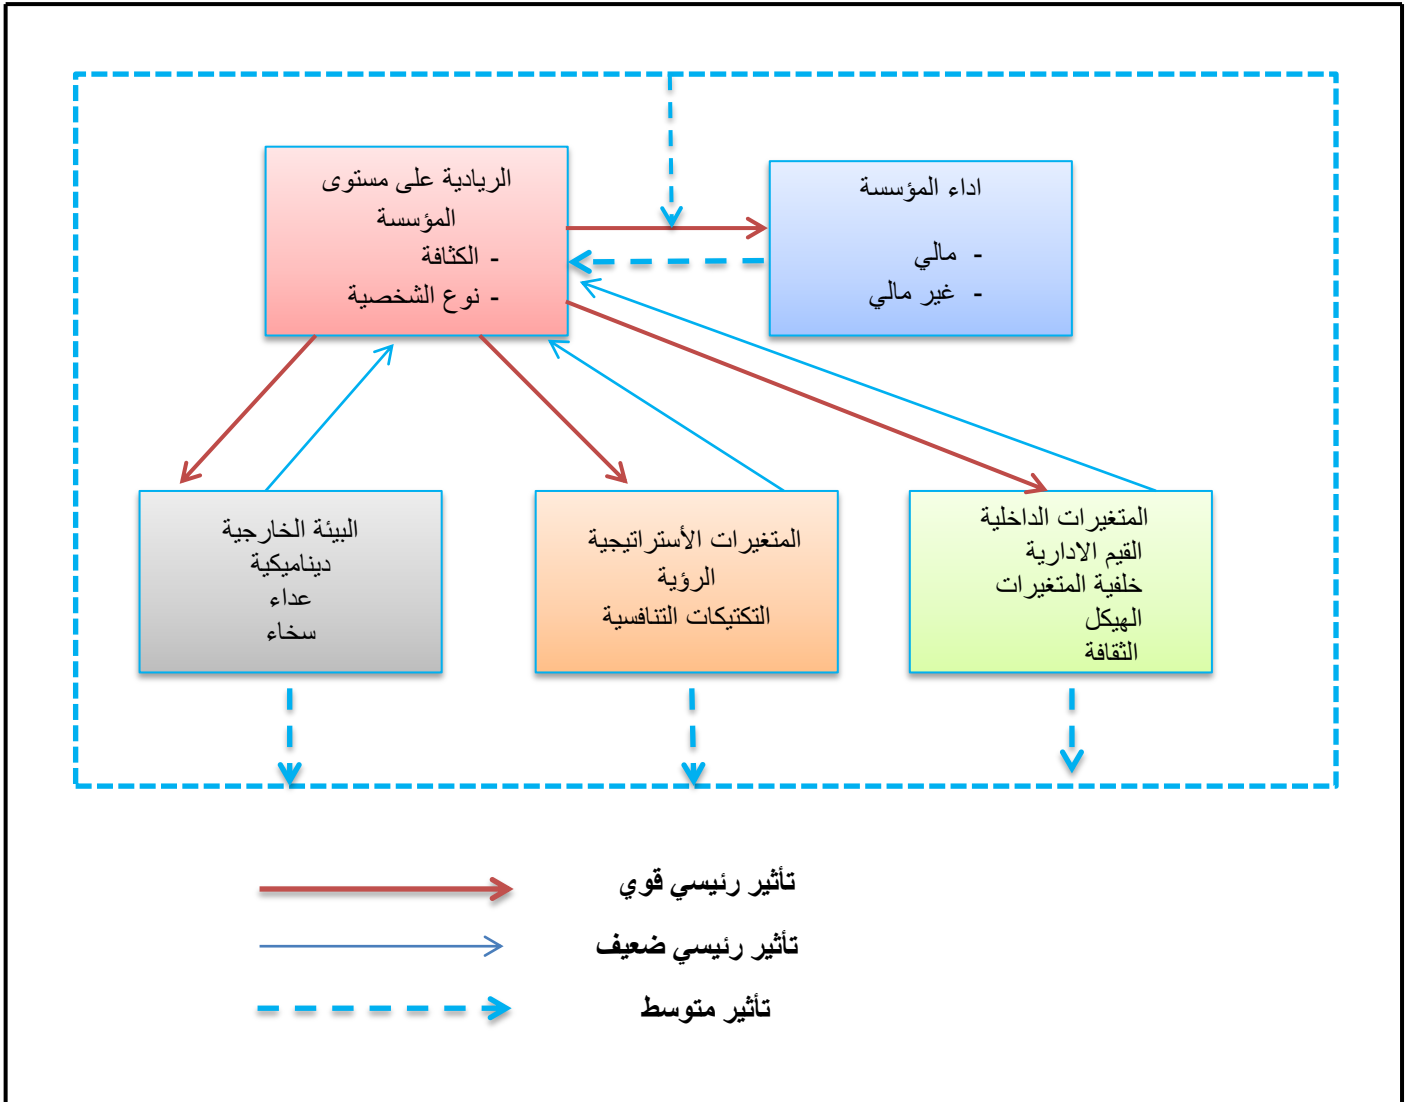 الريادية على مستوى
المؤسسة
- الكثافة
- نوع الشخصية
اداء المؤسسة
- مالي
- غير مالي
المتغيرات الداخلية
القيم الادارية
خلفية المتغيرات
الهيكل
الثقافة
المتغيرات الأستراتيجية
الرؤية
التكتيكات التنافسية
البيئة الخارجية
ديناميكية
عداء
سخاء
تأثير رئيسي قوي
تأثير رئيسي ضعيف
تأثير متوسط